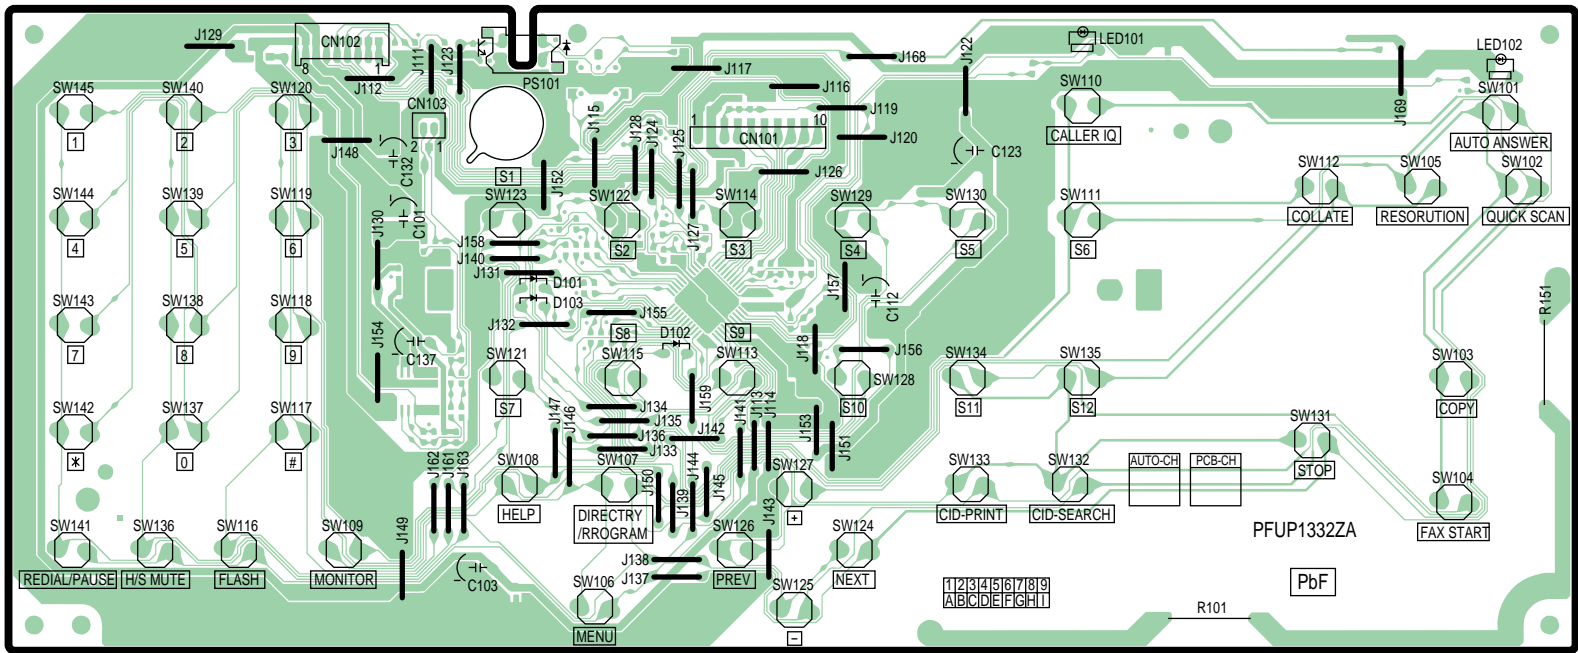 J129
CN102
8
1
J112
J111
J123
PS101
J117
J168
J122
LED101
J169
LED102
SW145
1
SW140
2
SW120
3
CN103
2
1
J148
C132
J116
J119
J120
1
10
CN101
J115
J128
J124
J125
J126
C123
SW110
CALLER IQ
SW101
AUTO ANSWER
SW144
4
SW139
5
SW119
6
J130
C101
S1
J152
SW123
SW122
S2
J127
SW114
S3
SW129
S4
SW130
S5
SW111
S6
SW112
COLLATE
SW105
RESORUTION
SW102
QUICK SCAN
J158
J140
J131
D101
D103
J132
J155
J157
C112
R151
SW143
7
SW138
8
SW118
9
J154
C137
S8
D102
S9
J118
J156
SW121
S7
SW115
SW113
SW128
S10
SW134
S11
SW135
S12
SW103
COPY
J159
J134
J135
J136
J133
J142
J147
J146
J141
J113
J114
J153
J151
SW142
*
SW137
0
SW117
#
J162
J161
J163
SW108
HELP
SW107
DIRECTRY
/RROGRAM
J150
J139
J144
J145
SW127
+
J143
SW133
CID-PRINT
SW132
CID-SEARCH
AUTO-CH
PCB-CH
SW131
STOP
SW104
FAX START
SW141
REDIAL/PAUSE
SW136
H/S MUTE
SW116
FLASH
SW109
MONITOR
J149
C103
J138
J137
SW126
PREV
SW124
NEXT
SW106
MENU
SW125
−
PFUP1332ZA
PbF
1 2 3 4 5 6 7 8 9
A B C D E F G H I
R101